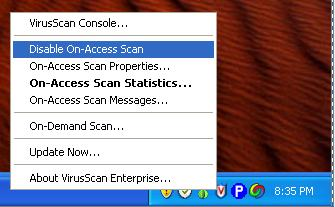 VirusScan Console...
Disable On-Access Scan
On-Access Scan Properties...
On-Access Scan Statistics...
On-Access Scan Messages...
On-Demand Scan...
Update Now...
About VirusScan Enterprise...
V P 8:35 PM